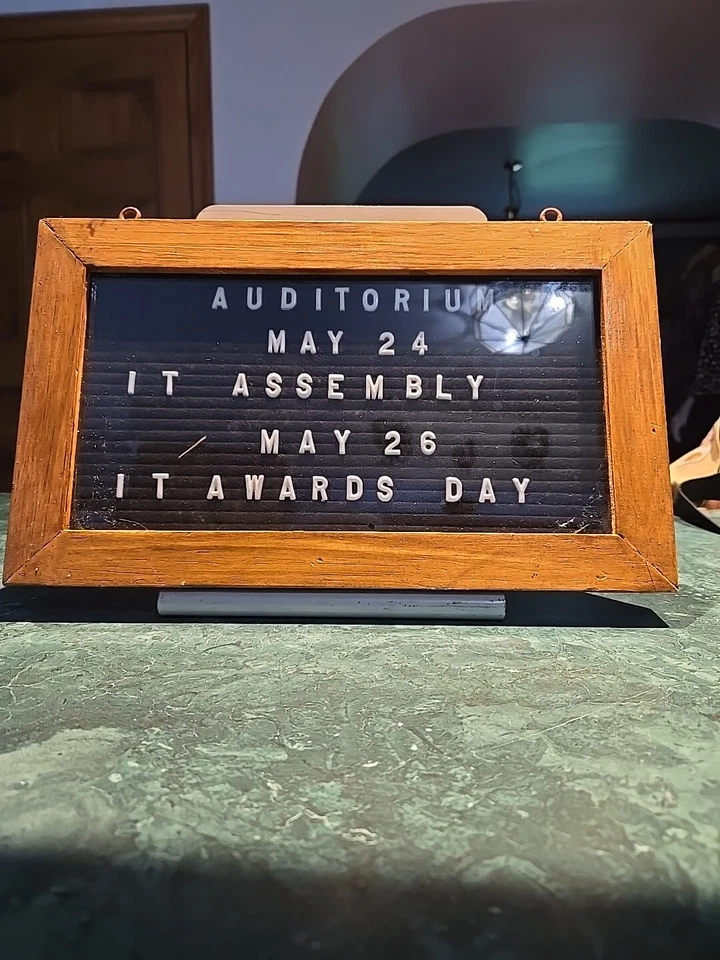 AUDITORIUM
MAY 24
IT ASSEMBLY
MAY 26
IT AWARDS DAY